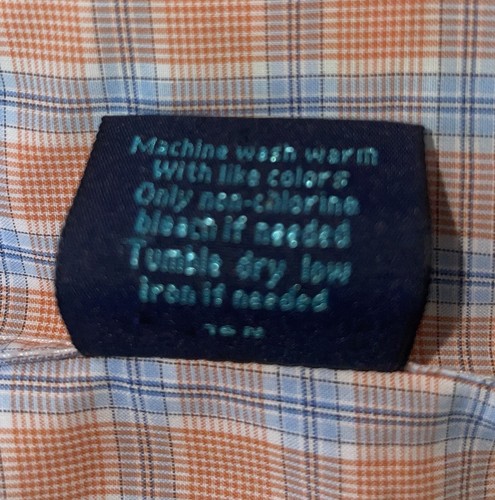 Machine wash warm
With like colors
Only non-chlorine
bleach if needed
Tumble dry low
iron if needed